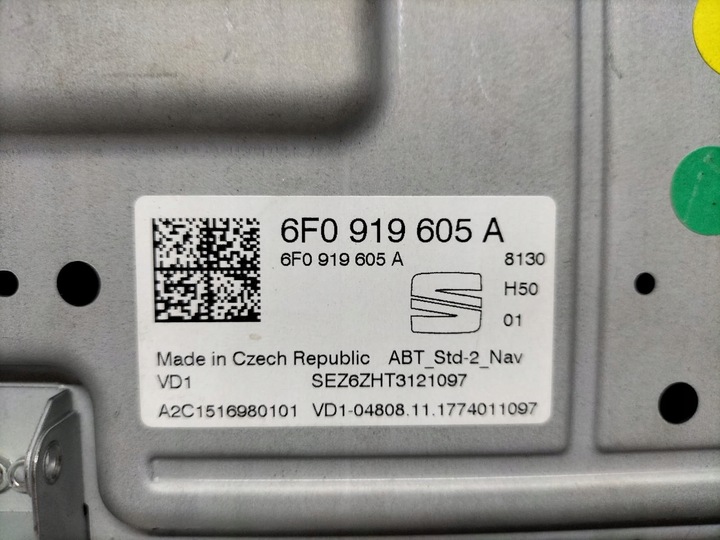 6F0 919 605 A
6F0 919 605 A 8130
H50
01
Made in Czech Republic ABT_Std-2_Nav
VD1 SEZ6ZHT3121097
A2C1516980101 VD1-04808.11.1774011097